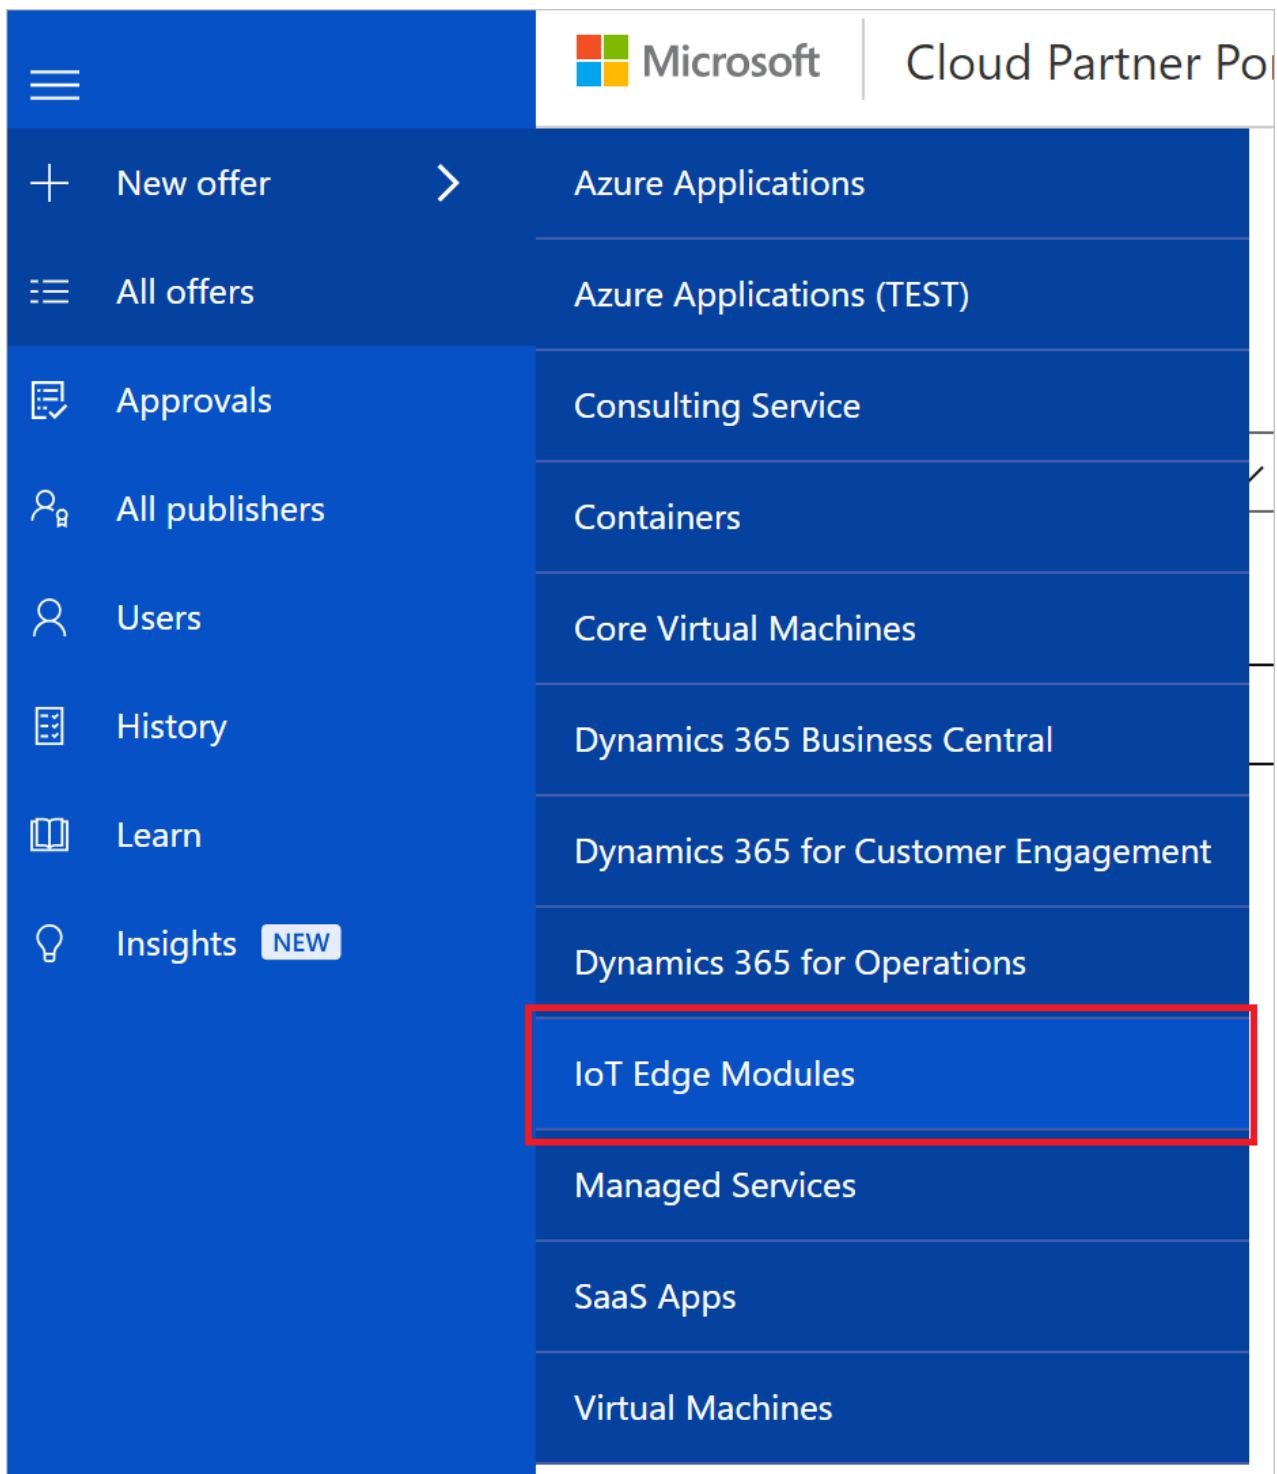 Microsoft
Cloud Partner Po
New offer
All offers
Approvals
All publishers
Users
History
Learn
Insights NEW
Azure Applications
Azure Applications (TEST)
Consulting Service
Containers
Core Virtual Machines
Dynamics 365 Business Central
Dynamics 365 for Customer Engagement
Dynamics 365 for Operations
IoT Edge Modules
Managed Services
SaaS Apps
Virtual Machines